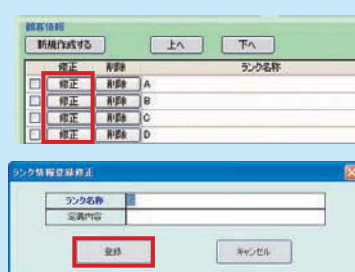 顧客情報
新規作成する 上へ 下へ
修正 削除 ランク名称
修正 削除 A
修正 削除 B
修正 削除 C
修正 削除 D
ランク情報登録修正
ランク名称
定義内容
登録 キャンセル